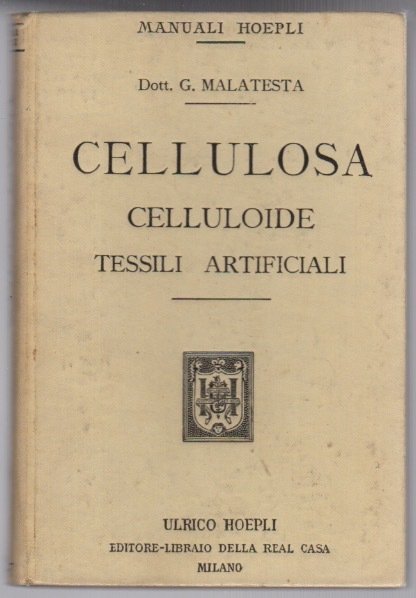 MANUALI HOEPLI
Dott. G. MALATESTA
CELLULOSA
CELLULOIDE
TESSILI ARTIFICIALI
ULRICO HOEPLI
EDITORE-LIBRAIO DELLA REAL CASA
MILANO